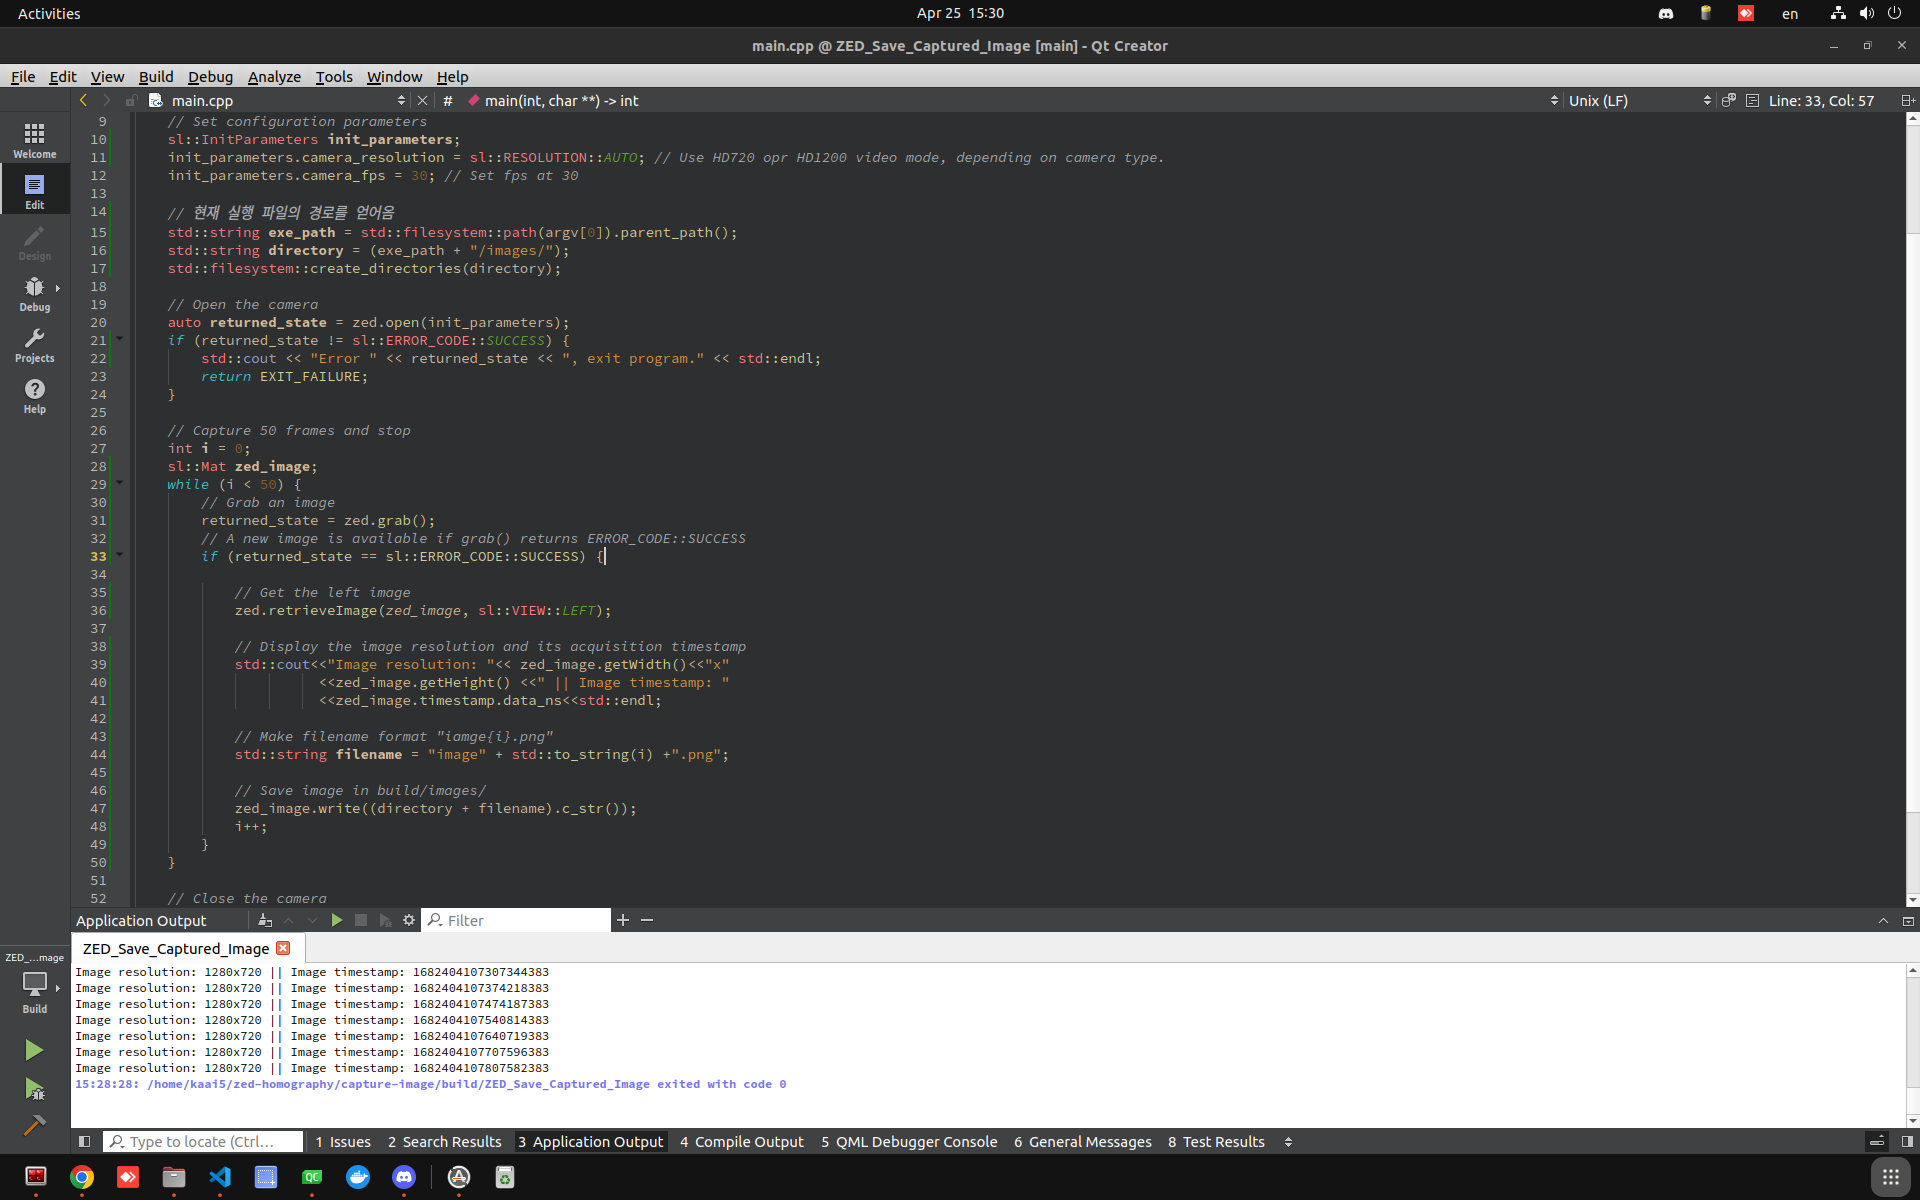 Activities
Apr 25 15:30
en
main.cpp @ ZED_Save_Captured_Image [main] - Qt Creator
File Edit View Build Debug Analyze Tools Window Help
main.cpp
# main(int, char **) -> int
Unix (LF)
Line: 33, Col: 57
Welcome
Edit
Design
Debug
Projects
Help
9 // Set configuration parameters
10 sl::InitParameters init_parameters;
11 init_parameters.camera_resolution = sl::RESOLUTION::AUTO; // Use HD720 opr HD1200 video mode, depending on camera type.
12 init_parameters.camera_fps = 30; // Set fps at 30
13
14 // 현재 실행 파일의 경로를 얻어옴
15 std::string exe_path = std::filesystem::path(argv[0]).parent_path();
16 std::string directory = (exe_path + "/images/");
17 std::filesystem::create_directories(directory);
18
19 // Open the camera
20 auto returned_state = zed.open(init_parameters);
21 if (returned_state != sl::ERROR_CODE::SUCCESS) {
22 std::cout << "Error " << returned_state << ", exit program." << std::endl;
23 return EXIT_FAILURE;
24 }
25
26 // Capture 50 frames and stop
27 int i = 0;
28 sl::Mat zed_image;
29 while (i < 50) {
30 // Grab an image
31 returned_state = zed.grab();
32 // A new image is available if grab() returns ERROR_CODE::SUCCESS
33 if (returned_state == sl::ERROR_CODE::SUCCESS) {
34
35 // Get the left image
36 zed.retrieveImage(zed_image, sl::VIEW::LEFT);
37
38 // Display the image resolution and its acquisition timestamp
39 std::cout<<"Image resolution: "<< zed_image.getWidth()<<"x"
40 <<zed_image.getHeight() <<" || Image timestamp: "
41 <<zed_image.timestamp.data_ns<<std::endl;
42
43 // Make filename format "iamge{i}.png"
44 std::string filename = "image" + std::to_string(i) +".png";
45
46 // Save image in build/images/
47 zed_image.write((directory + filename).c_str());
48 i++;
49 }
50 }
51
52 // Close the camera
Application Output
Filter
ZED_Save_Captured_Image
ZED_...mage
Build
Image resolution: 1280x720 || Image timestamp: 1682404107307344383
Image resolution: 1280x720 || Image timestamp: 1682404107374218383
Image resolution: 1280x720 || Image timestamp: 1682404107474187383
Image resolution: 1280x720 || Image timestamp: 1682404107540814383
Image resolution: 1280x720 || Image timestamp: 1682404107640719383
Image resolution: 1280x720 || Image timestamp: 1682404107707596383
Image resolution: 1280x720 || Image timestamp: 1682404107807582383
15:28:28: /home/kaai5/zed-homography/capture-image/build/ZED_Save_Captured_Image exited with code 0
Type to locate (Ctrl...
1 Issues 2 Search Results 3 Application Output 4 Compile Output 5 QML Debugger Console 6 General Messages 8 Test Results
QC